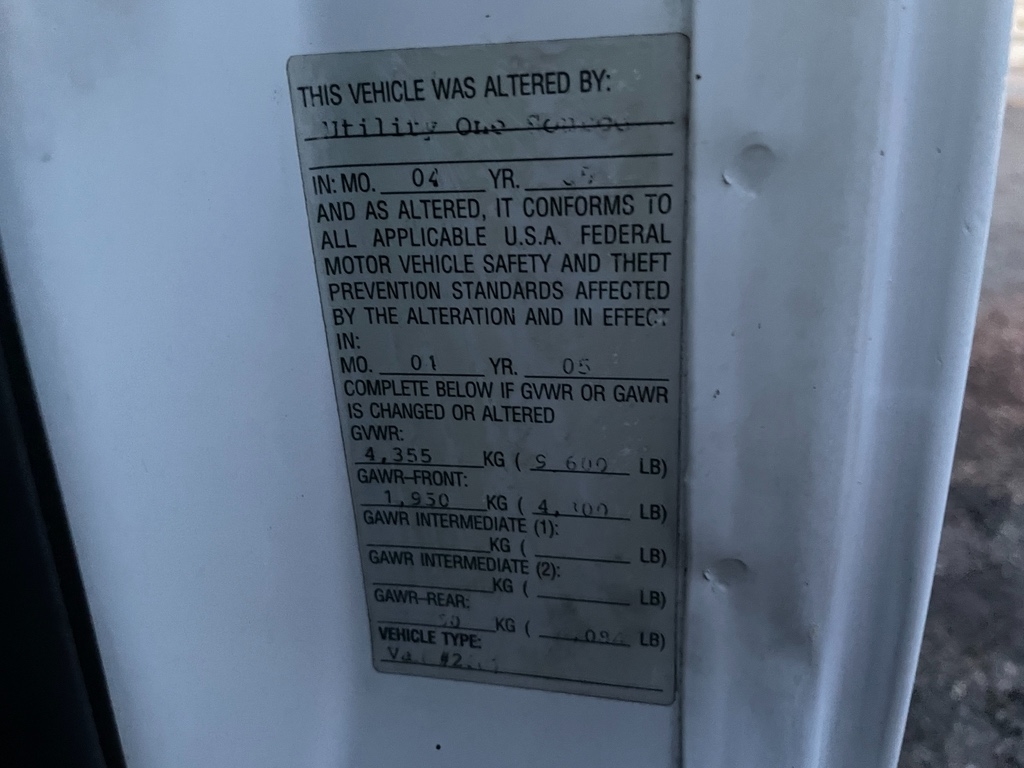 THIS VEHICLE WAS ALTERED BY:
Utility One
IN: MO. 04 YR.
AND AS ALTERED, IT CONFORMS TO
ALL APPLICABLE U.S.A. FEDERAL
MOTOR VEHICLE SAFETY AND THEFT
PREVENTION STANDARDS AFFECTED
BY THE ALTERATION AND IN EFFECT
IN:
MO. 01 YR. 05
COMPLETE BELOW IF GVWR OR GAWR
IS CHANGED OR ALTERED
GVWR:
4,355 KG ( 9 600 LB)
GAWR-FRONT:
1,950 KG ( LB)
GAWR INTERMEDIATE (1):
KG ( LB)
GAWR INTERMEDIATE (2):
KG ( LB)
GAWR-REAR:
KG ( LB)
VEHICLE TYPE: